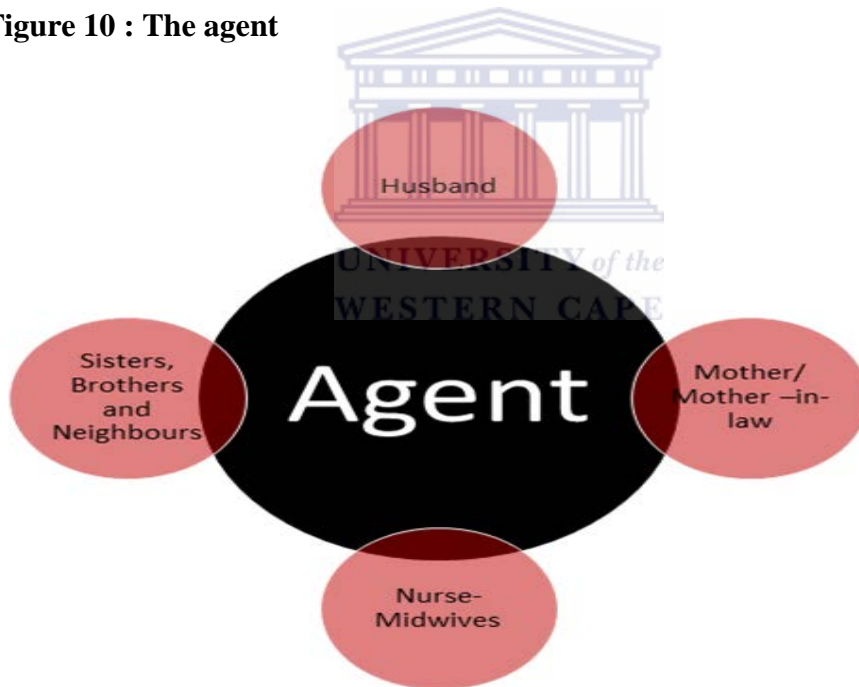 Figure 10 : The agent
Husband
UNIVERSITY of the
WESTERN CAPE
Sisters,
Brothers
and
Neighbours
Agent
Mother/
Mother –in-
law
Nurse-
Midwives